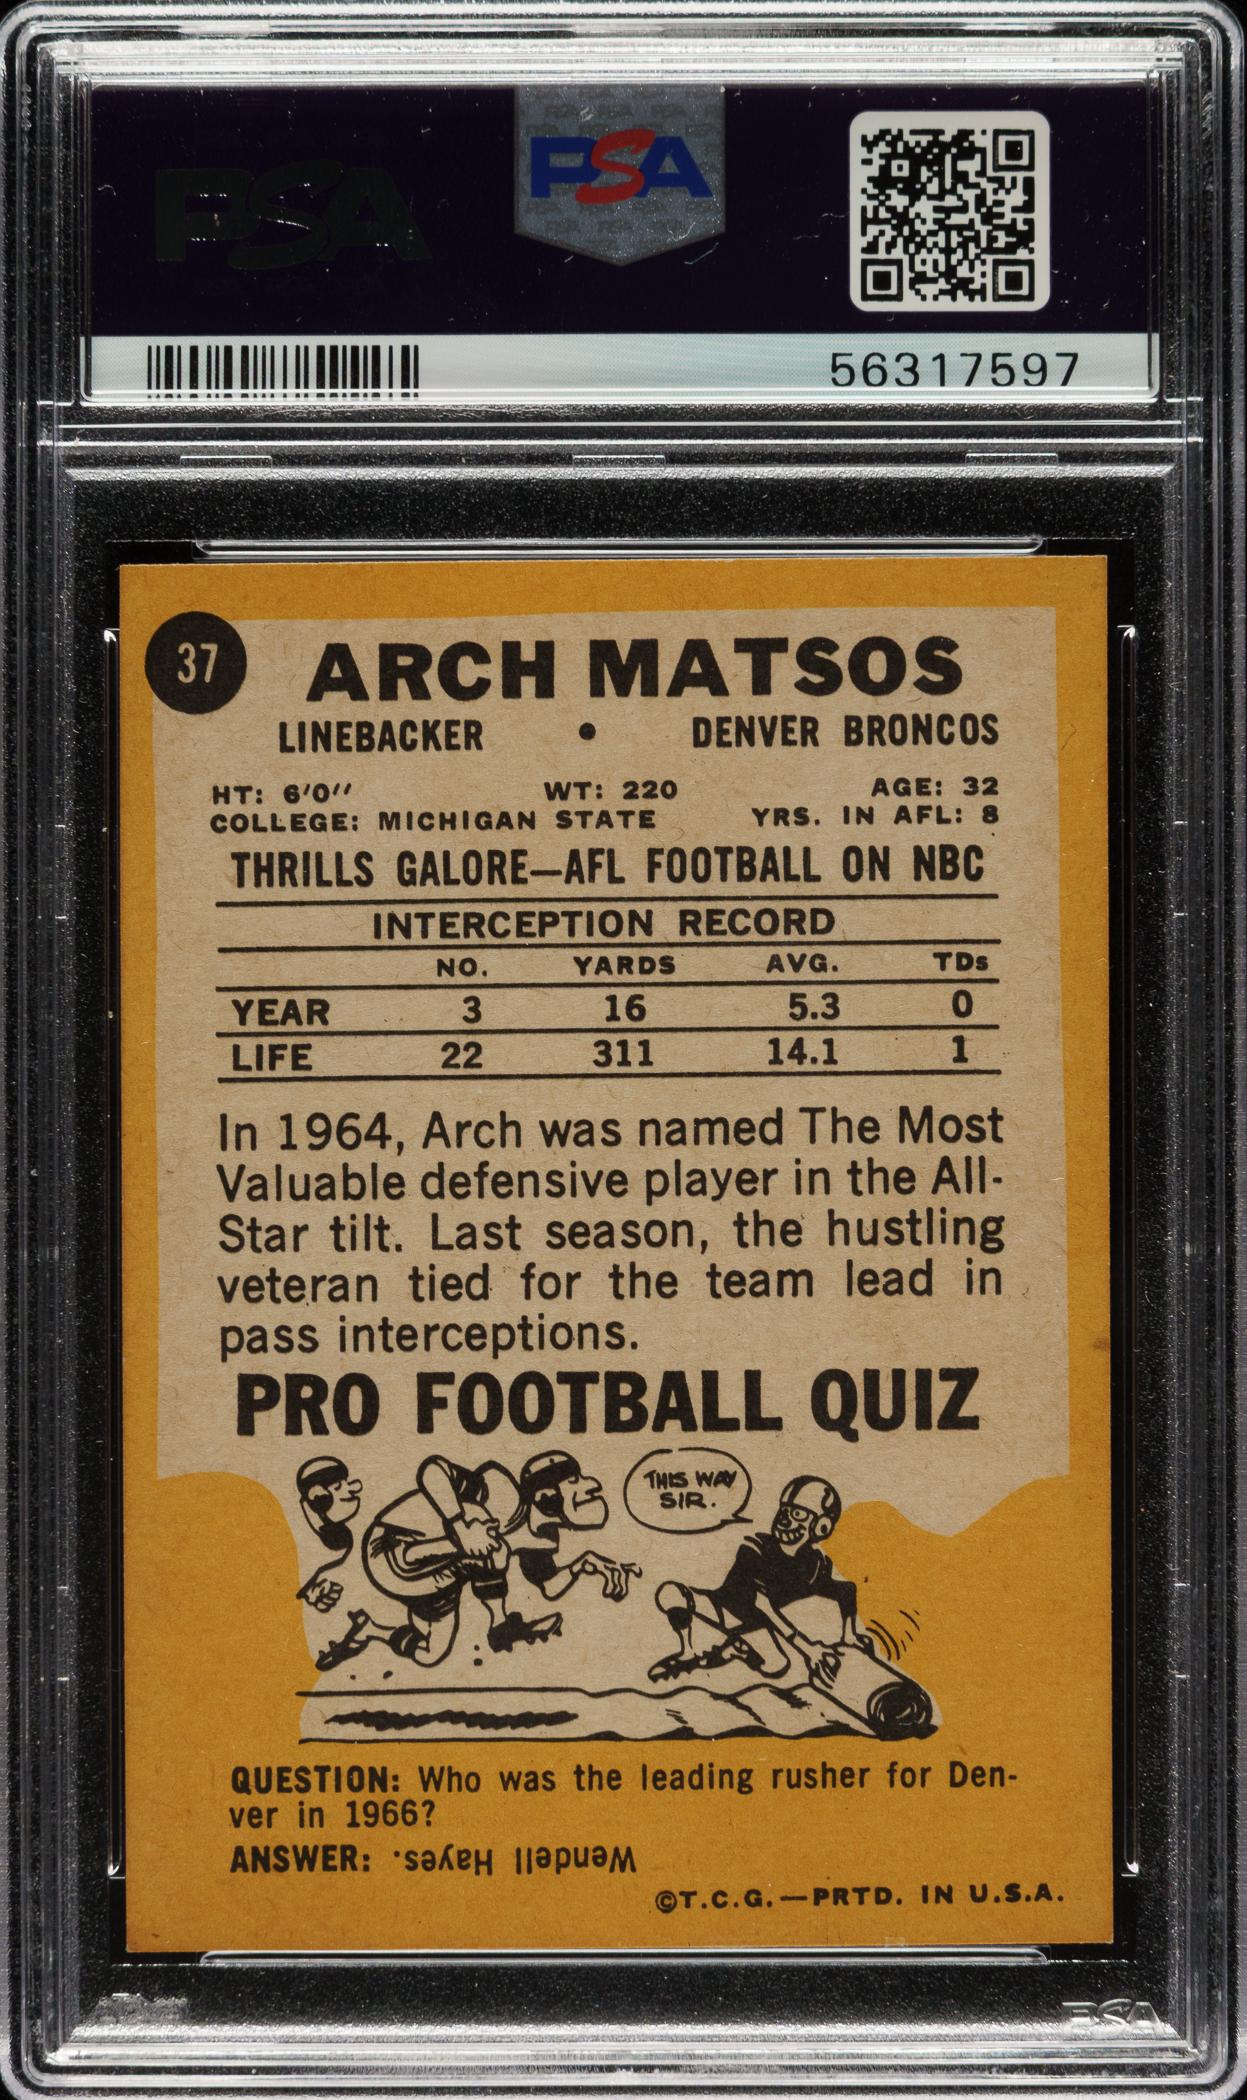 PSA
PSA
56317597
37
ARCH MATSOS
LINEBACKER • DENVER BRONCOS
HT: 6'0" WT: 220 AGE: 32
COLLEGE: MICHIGAN STATE YRS. IN AFL: 8
THRILLS GALORE—AFL FOOTBALL ON NBC
INTERCEPTION RECORD
NO. YARDS AVG. TDs
YEAR 3 16 5.3 0
LIFE 22 311 14.1 1
In 1964, Arch was named The Most
Valuable defensive player in the All-
Star tilt. Last season, the hustling
veteran tied for the team lead in
pass interceptions.
PRO FOOTBALL QUIZ
THIS WAY
SIR.
QUESTION: Who was the leading rusher for Den-
ver in 1966?
ANSWER: Wendell Hayes.
©T.C.G.—PRTD. IN U.S.A.
PSA